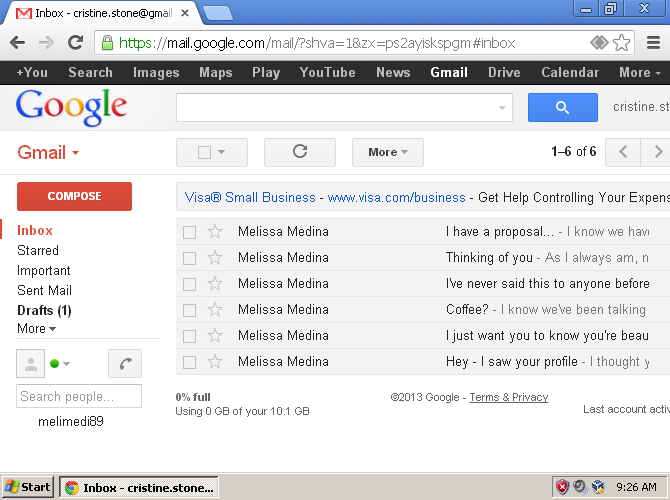 Inbox - cristine.stone@gmail
https://mail.google.com/mail/?shva=1&zx=ps2ayiskspgm#inbox
+You Search Images Maps Play YouTube News Gmail Drive Calendar More
Google
cristine.st
Gmail
More
1–6 of 6
COMPOSE
Visa® Small Business - www.visa.com/business - Get Help Controlling Your Expens
Inbox
Starred
Important
Sent Mail
Drafts (1)
More
Melissa Medina I have a proposal... - I know we have
Melissa Medina Thinking of you - As I always am, n
Melissa Medina I've never said this to anyone before
Melissa Medina Coffee? - I know we've been talking
Melissa Medina I just want you to know you're beau
Melissa Medina Hey - I saw your profile - I thought y
Search people...
melimedi89
0% full
Using 0 GB of your 10.1 GB
©2013 Google - Terms & Privacy
Last account activ
Start
Inbox - cristine.stone...
9:26 AM